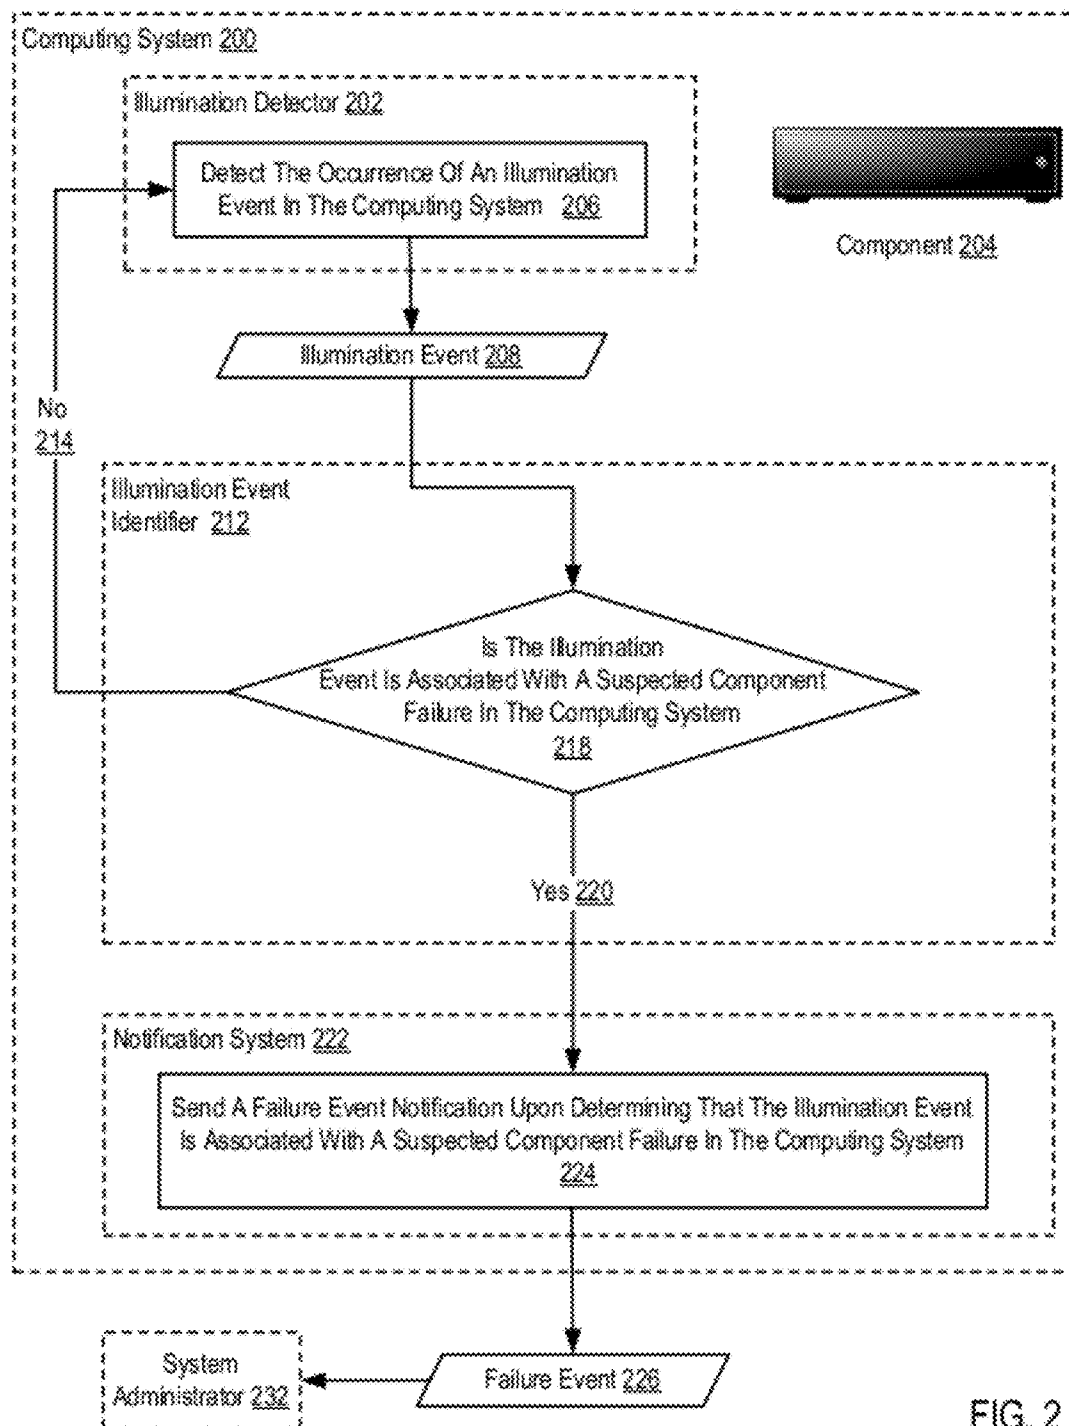 Computing System 200
Illumination Detector 202
Detect The Occurrence Of An Illumination
Event In The Computing System 206
Component 204
Illumination Event 208
No
214
Illumination Event
Identifier 212
Is The Illumination
Event Is Associated With A Suspected Component
Failure In The Computing System
218
Yes 220
Notification System 222
Send A Failure Event Notification Upon Determining That The Illumination Event
Is Associated With A Suspected Component Failure In The Computing System
224
System
Administrator 232
Failure Event 226
FIG. 2